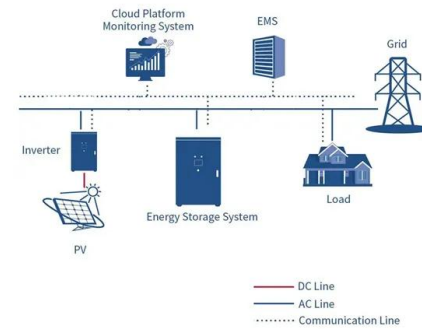 Cloud Platform
Monitoring System
EMS
Grid
Inverter
Energy Storage System
Load
PV
DC Line
AC Line
Communication Line